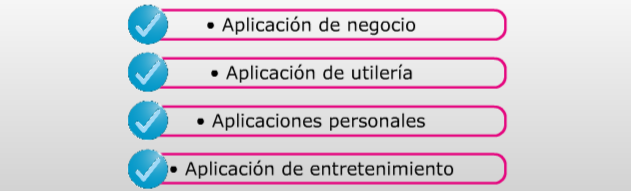 • Aplicación de negocio
• Aplicación de utilería
• Aplicaciones personales
• Aplicación de entretenimiento